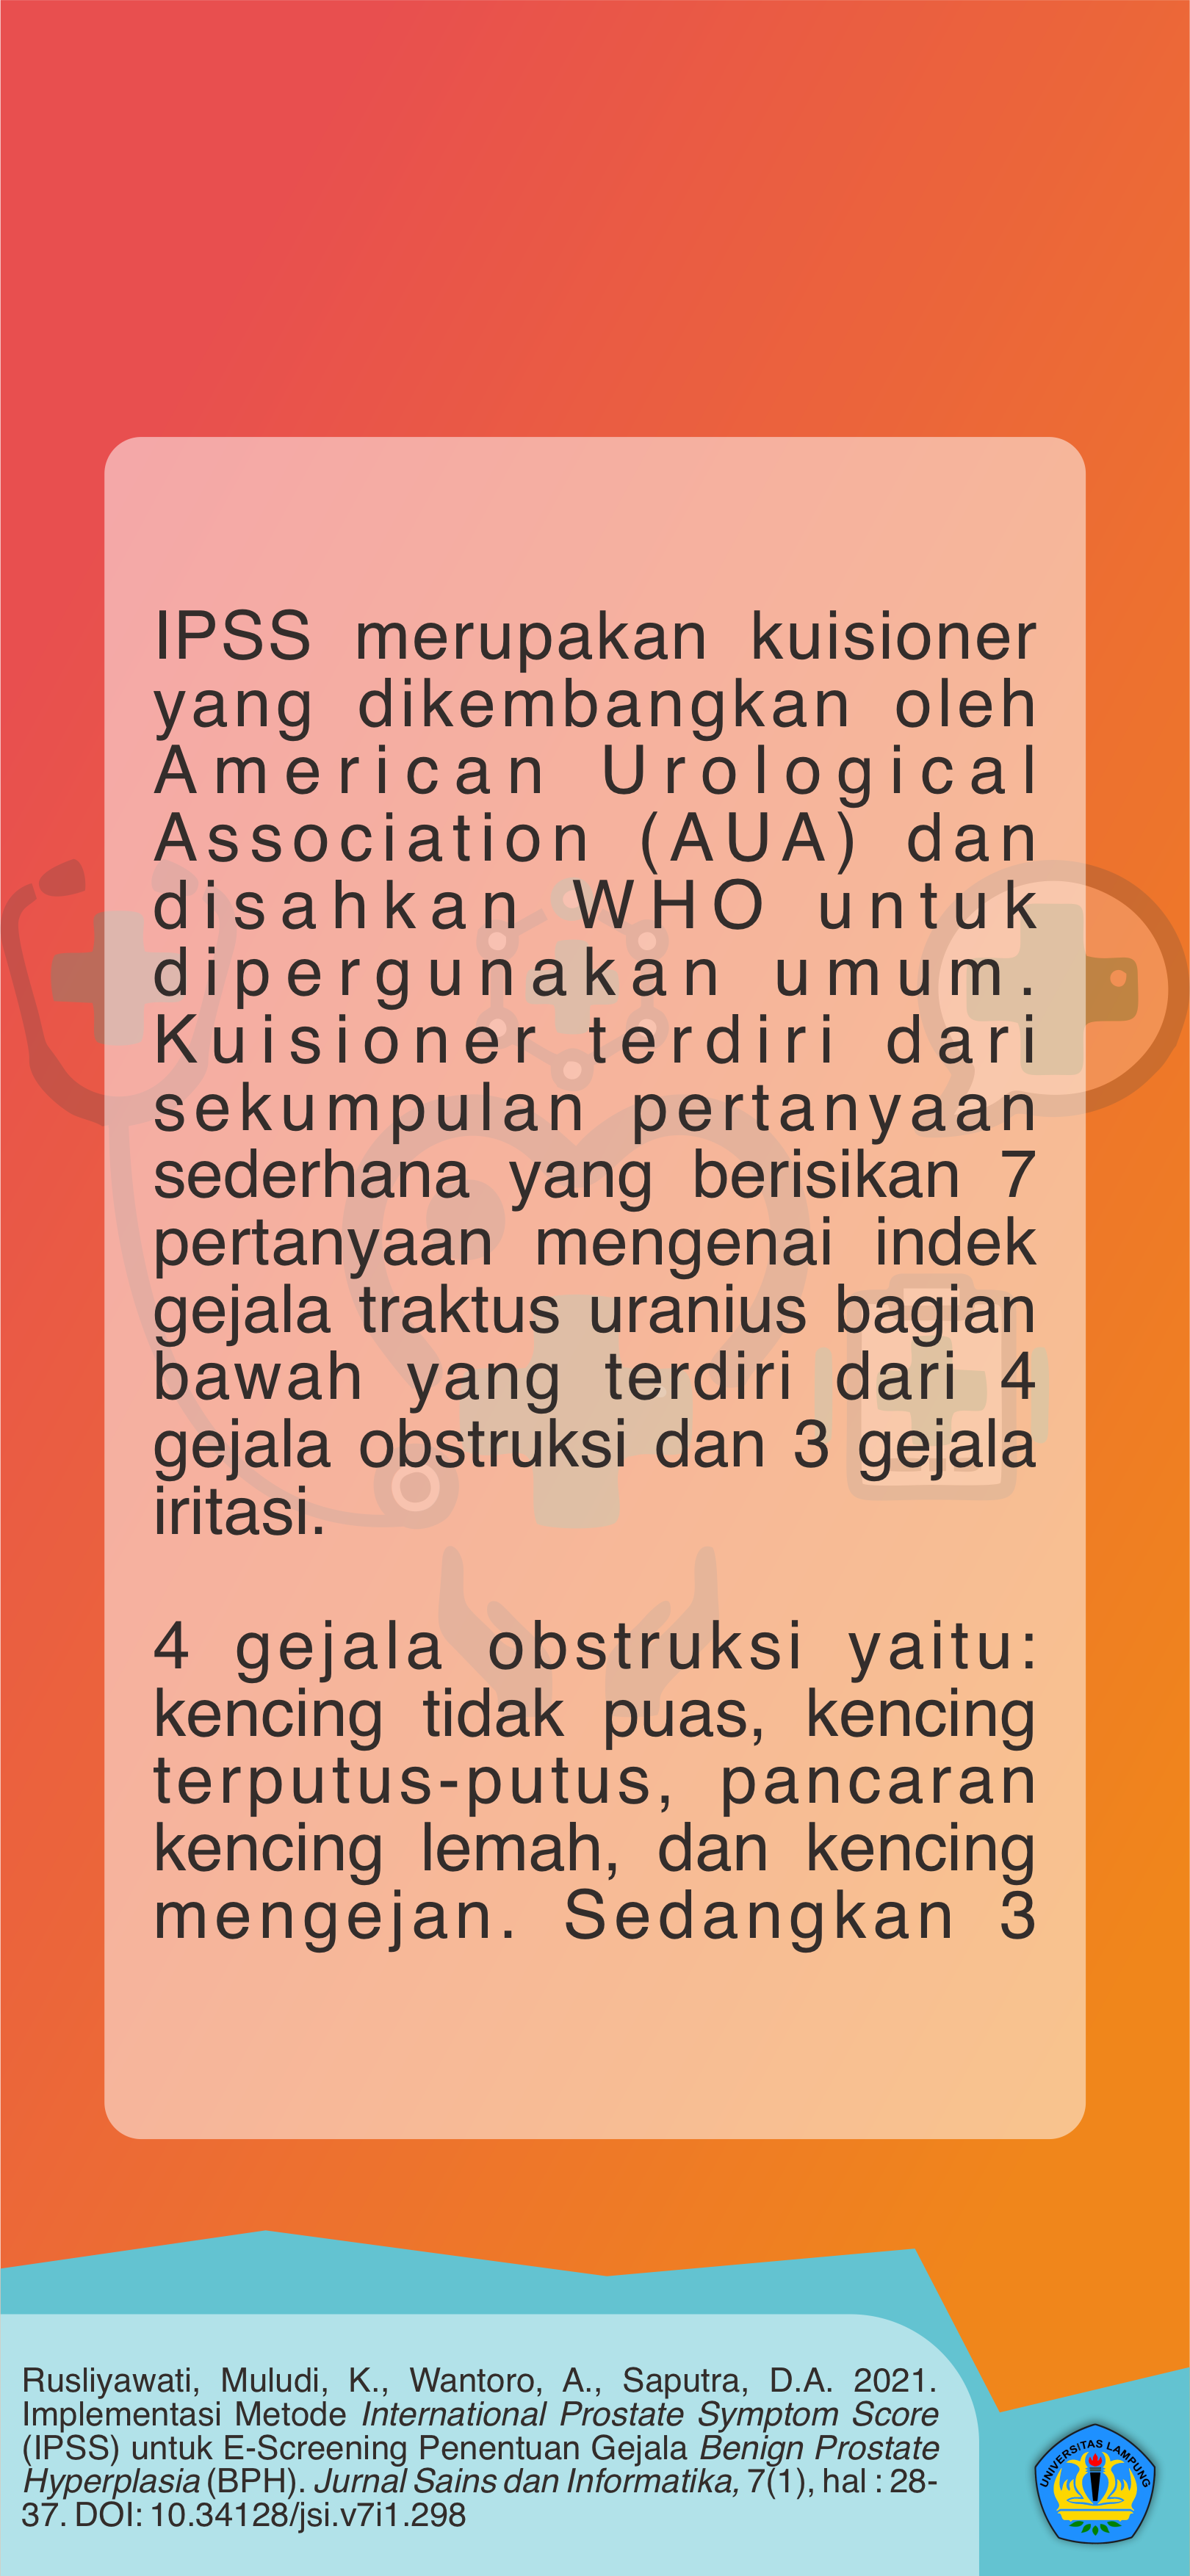 IPSS merupakan kuisioner
yang dikembangkan oleh
American Urological
Association (AUA) dan
disahkan WHO untuk
dipergunakan umum.
Kuisioner terdiri dari
sekumpulan pertanyaan
sederhana yang berisikan 7
pertanyaan mengenai indek
gejala traktus uranius bagian
bawah yang terdiri dari 4
gejala obstruksi dan 3 gejala
iritasi.
4 gejala obstruksi yaitu:
kencing tidak puas, kencing
terputus-putus, pancaran
kencing lemah, dan kencing
mengejan. Sedangkan 3
Rusliyawati, Muludi, K., Wantoro, A., Saputra, D.A. 2021.
Implementasi Metode International Prostate Symptom Score
(IPSS) untuk E-Screening Penentuan Gejala Benign Prostate
Hyperplasia (BPH). Jurnal Sains dan Informatika, 7(1), hal : 28-
37. DOI: 10.34128/jsi.v7i1.298
UNIVERSITAS LAMPUNG